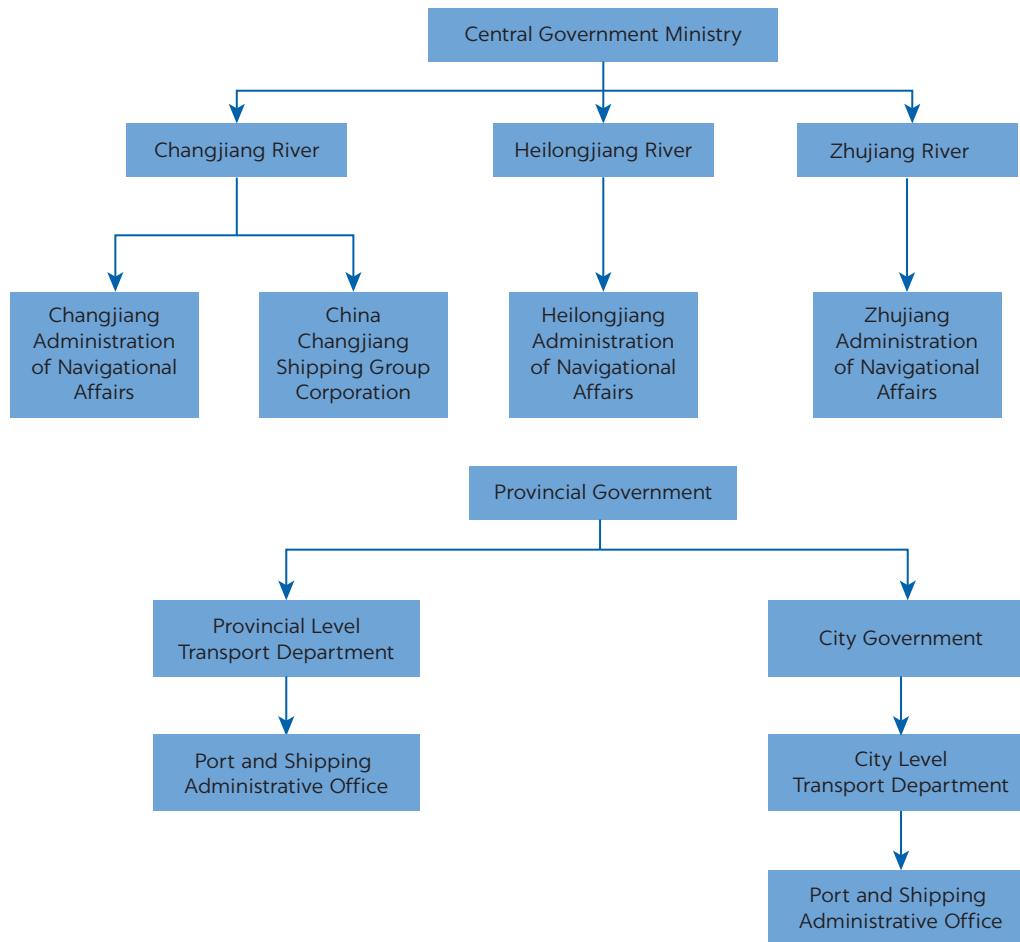 Central Government Ministry
Changjiang River
Heilongjiang River
Zhujiang River
Changjiang
Administration
of Navigational
Affairs
China
Changjiang
Shipping Group
Corporation
Heilongjiang
Administration
of Navigational
Affairs
Zhujiang
Administration
of Navigational
Affairs
Provincial Government
Provincial Level
Transport Department
City Government
Port and Shipping
Administrative Office
City Level
Transport Department
Port and Shipping
Administrative Office